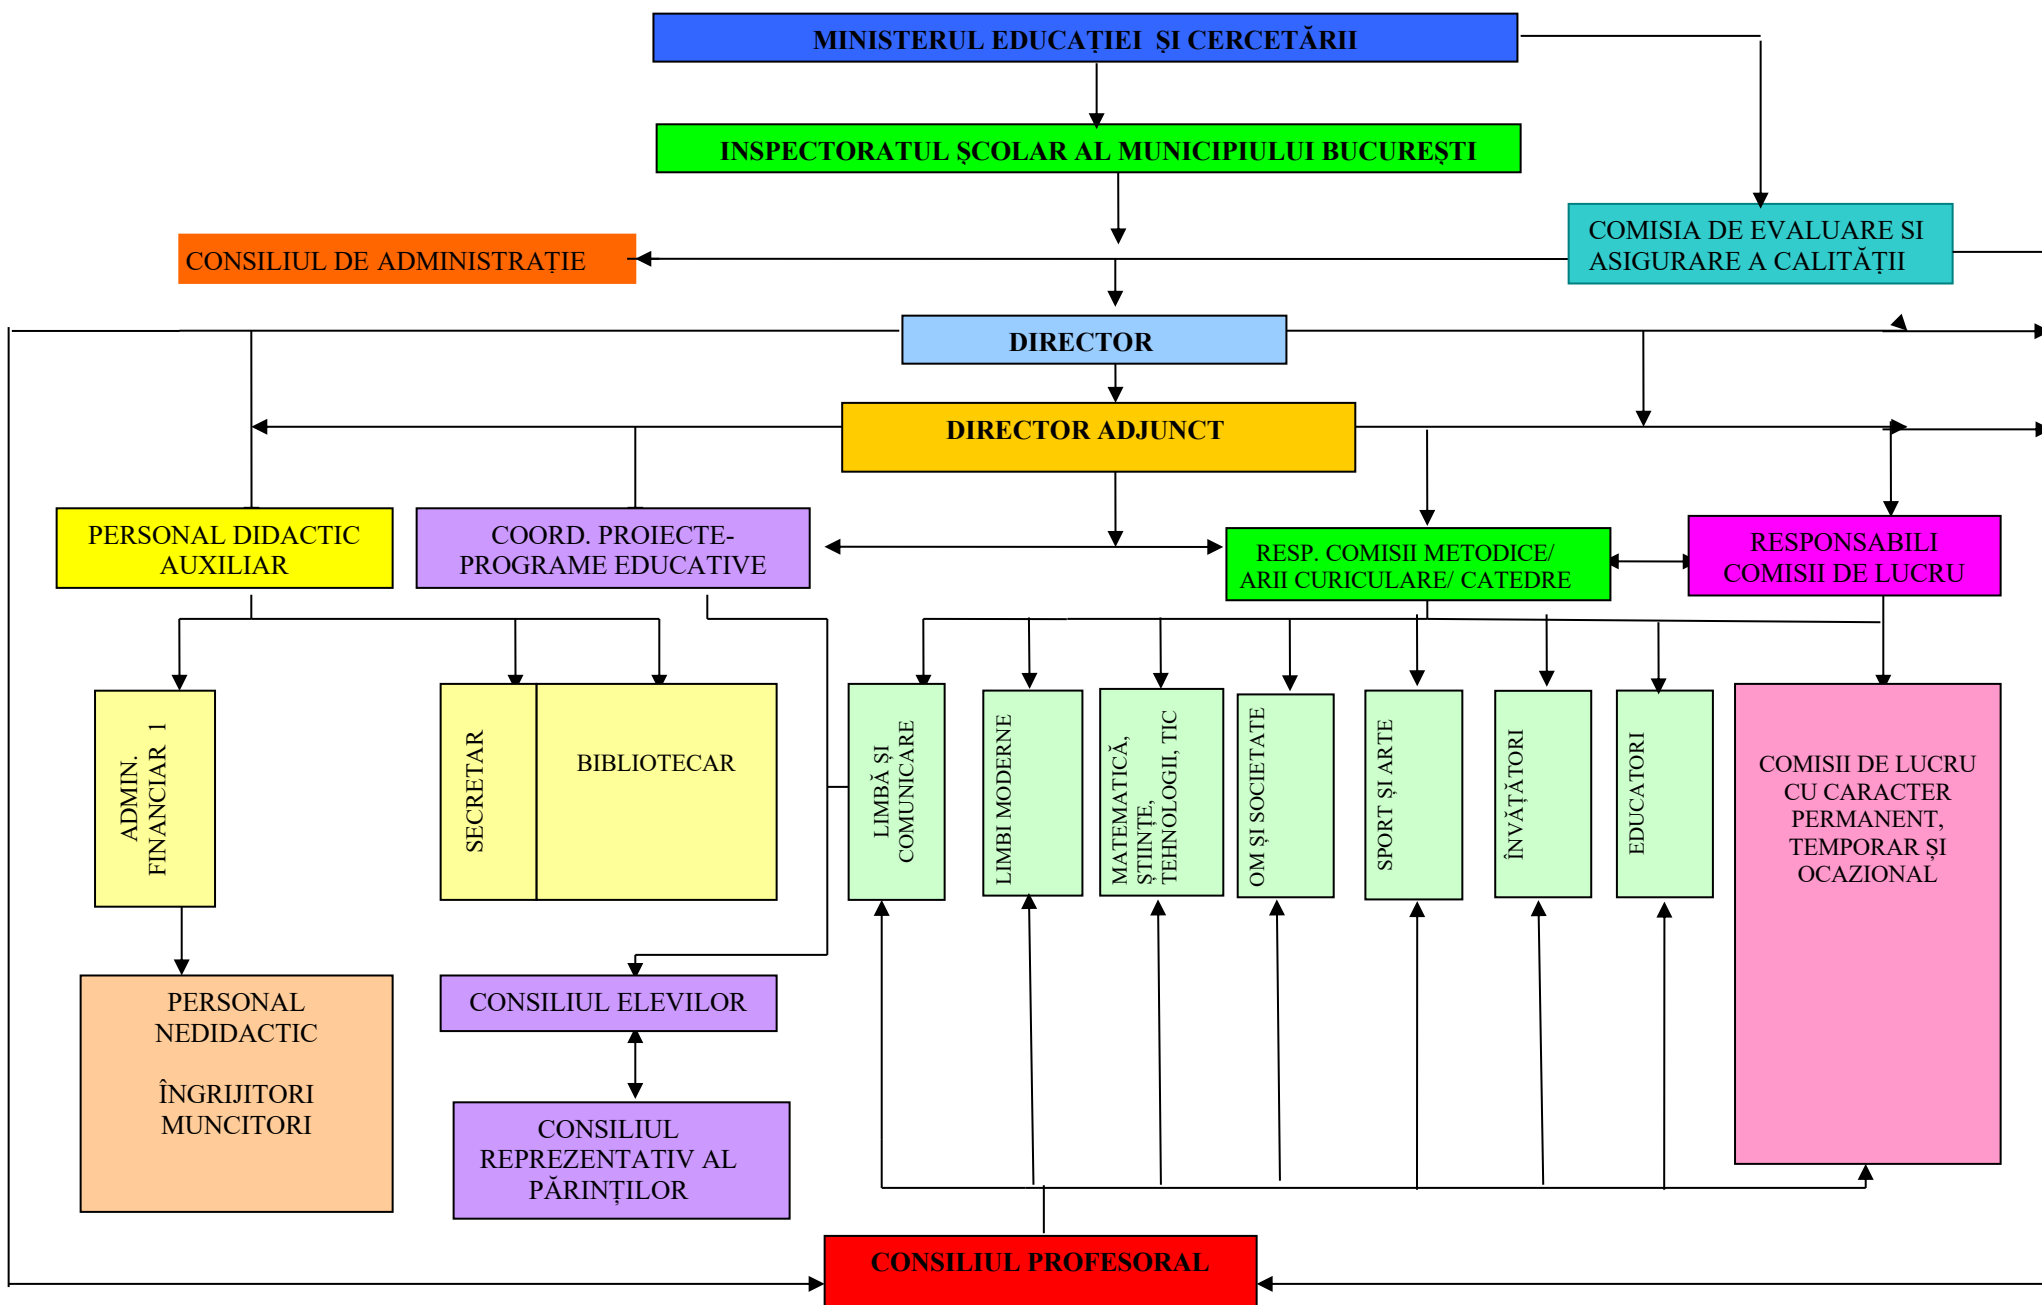 MINISTERUL EDUCAȚIEI ȘI CERCETĂRII
INSPECTORATUL ȘCOLAR AL MUNICIPIULUI BUCUREȘTI
CONSILIUL DE ADMINISTRAȚIE
COMISIA DE EVALUARE SI
ASIGURARE A CALITĂȚII
DIRECTOR
DIRECTOR ADJUNCT
PERSONAL DIDACTIC
AUXILIAR
COORD. PROIECTE-
PROGRAME EDUCATIVE
RESP. COMISII METODICE/
ARII CURICULARE/ CATEDRE
RESPONSABILI
COMISII DE LUCRU
ADMIN.
FINANCIAR 1
SECRETAR
BIBLIOTECAR
LIMBĂ ȘI
COMUNICARE
LIMBI MODERNE
MATEMATICĂ,
ȘTIINȚE,
TEHNOLOGII, TIC
OM ȘI SOCIETATE
SPORT ȘI ARTE
ÎNVĂȚĂTORI
EDUCATORI
COMISII DE LUCRU
CU CARACTER
PERMANENT,
TEMPORAR ȘI
OCAZIONAL
PERSONAL
NEDIDACTIC
ÎNGRIJITORI
MUNCITORI
CONSILIUL ELEVILOR
CONSILIUL
REPREZENTATIV AL
PĂRINȚILOR
CONSILIUL PROFESORAL